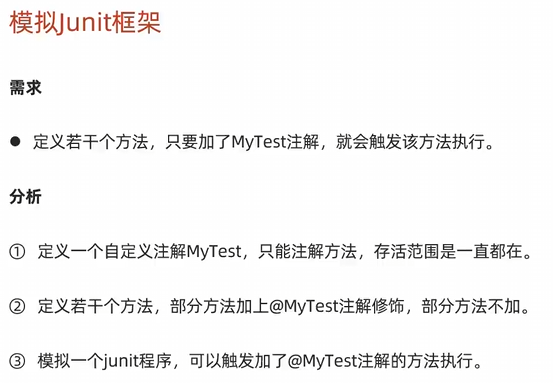 模拟Junit框架
需求
● 定义若干个方法，只要加了MyTest注解，就会触发该方法执行。
分析
① 定义一个自定义注解MyTest，只能注解方法，存活范围是一直都在。
② 定义若干个方法，部分方法加上@MyTest注解修饰，部分方法不加。
③ 模拟一个junit程序，可以触发加了@MyTest注解的方法执行。